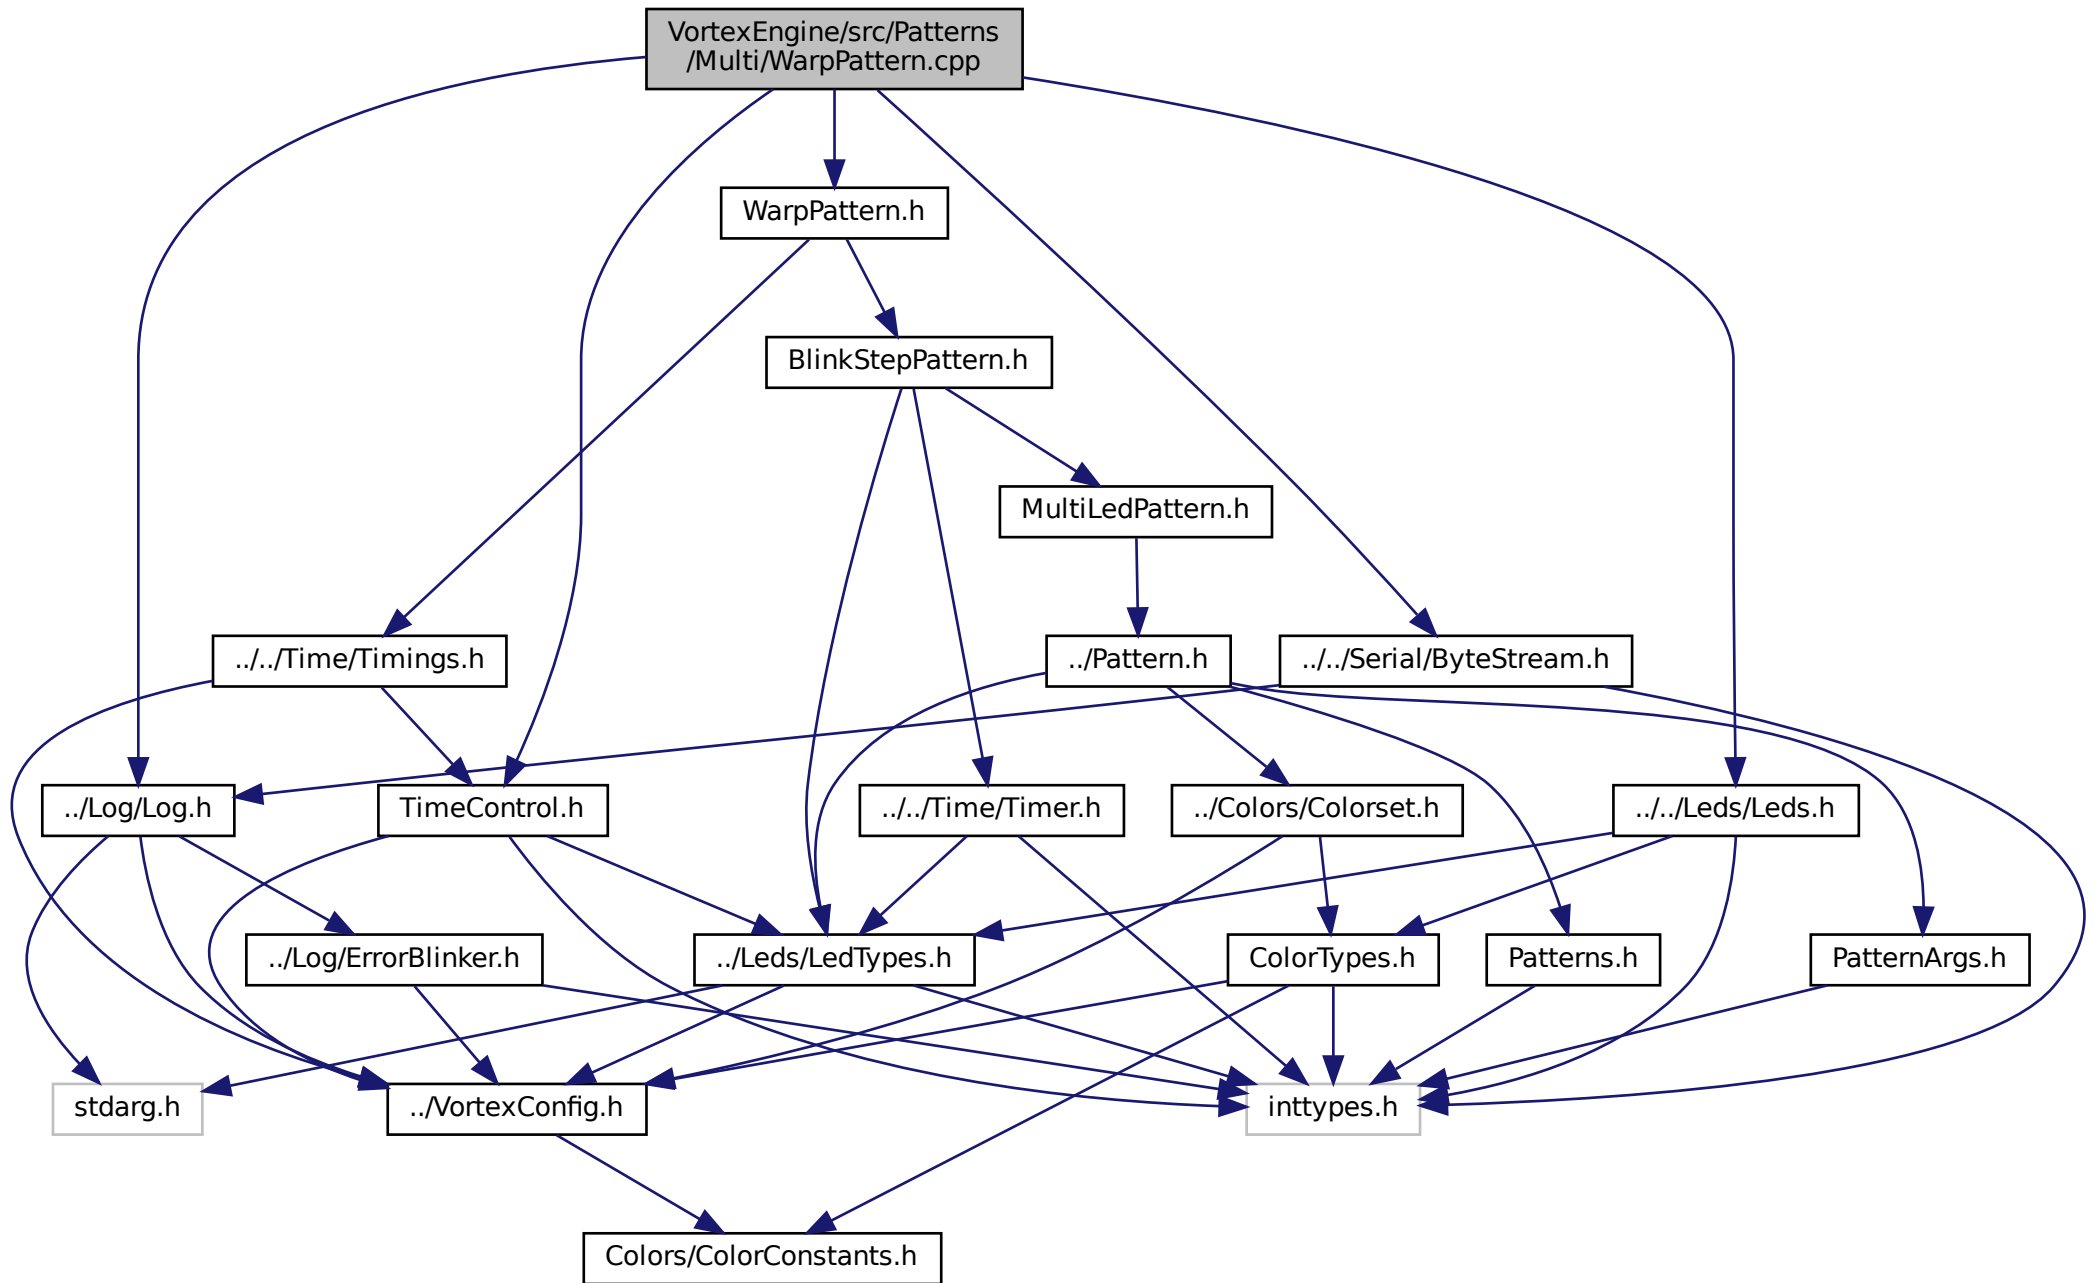 VortexEngine/src/Patterns
/Multi/WarpPattern.cpp
WarpPattern.h
BlinkStepPattern.h
MultiLedPattern.h
../../Time/Timings.h
../Pattern.h
../../Serial/ByteStream.h
../Log/Log.h
TimeControl.h
../../Time/Timer.h
../Colors/Colorset.h
../../Leds/Leds.h
../Log/ErrorBlinker.h
../Leds/LedTypes.h
ColorTypes.h
Patterns.h
PatternArgs.h
stdarg.h
../VortexConfig.h
inttypes.h
Colors/ColorConstants.h